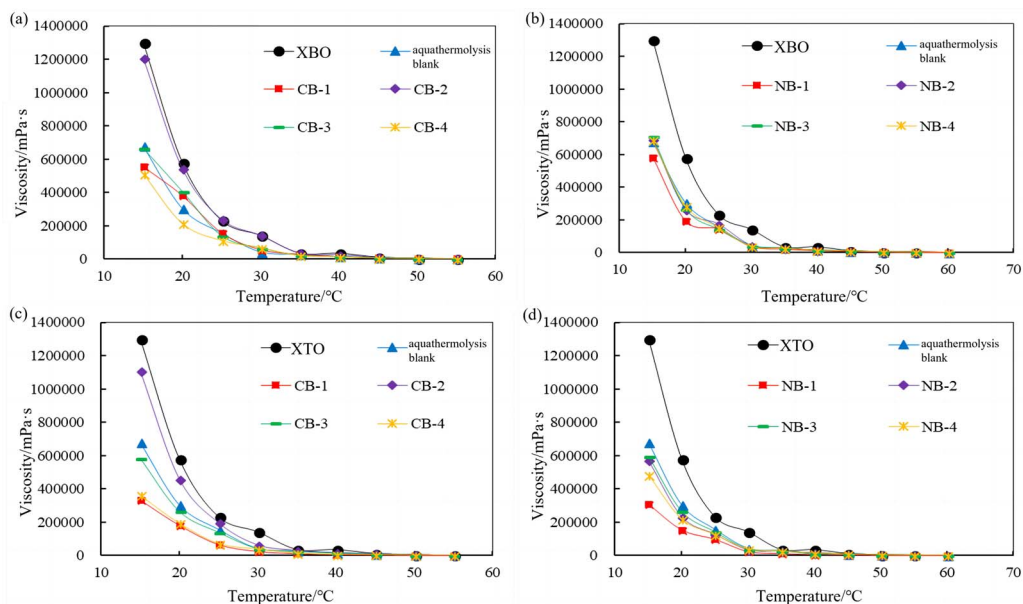 (a)
1400000
1200000
1000000
800000
600000
400000
200000
0
Viscosity/mPa·s
XBO
aquathermolysis
blank
CB-1
CB-2
CB-3
CB-4
10 20 30 40 50 60
Temperature/°C
(b)
1400000
1200000
1000000
800000
600000
400000
200000
0
Viscosity/mPa·s
XBO
aquathermolysis
blank
NB-1
NB-2
NB-3
NB-4
10 20 30 40 50 60 70
Temperature/°C
(c)
1400000
1200000
1000000
800000
600000
400000
200000
0
Viscosity/mPa·s
XTO
aquathermolysis
blank
CB-1
CB-2
CB-3
CB-4
10 20 30 40 50 60
Temperature/°C
(d)
1400000
1200000
1000000
800000
600000
400000
200000
0
Viscosity/mPa·s
XTO
aquathermolysis
blank
NB-1
NB-2
NB-3
NB-4
10 20 30 40 50 60 70
Temperature/°C